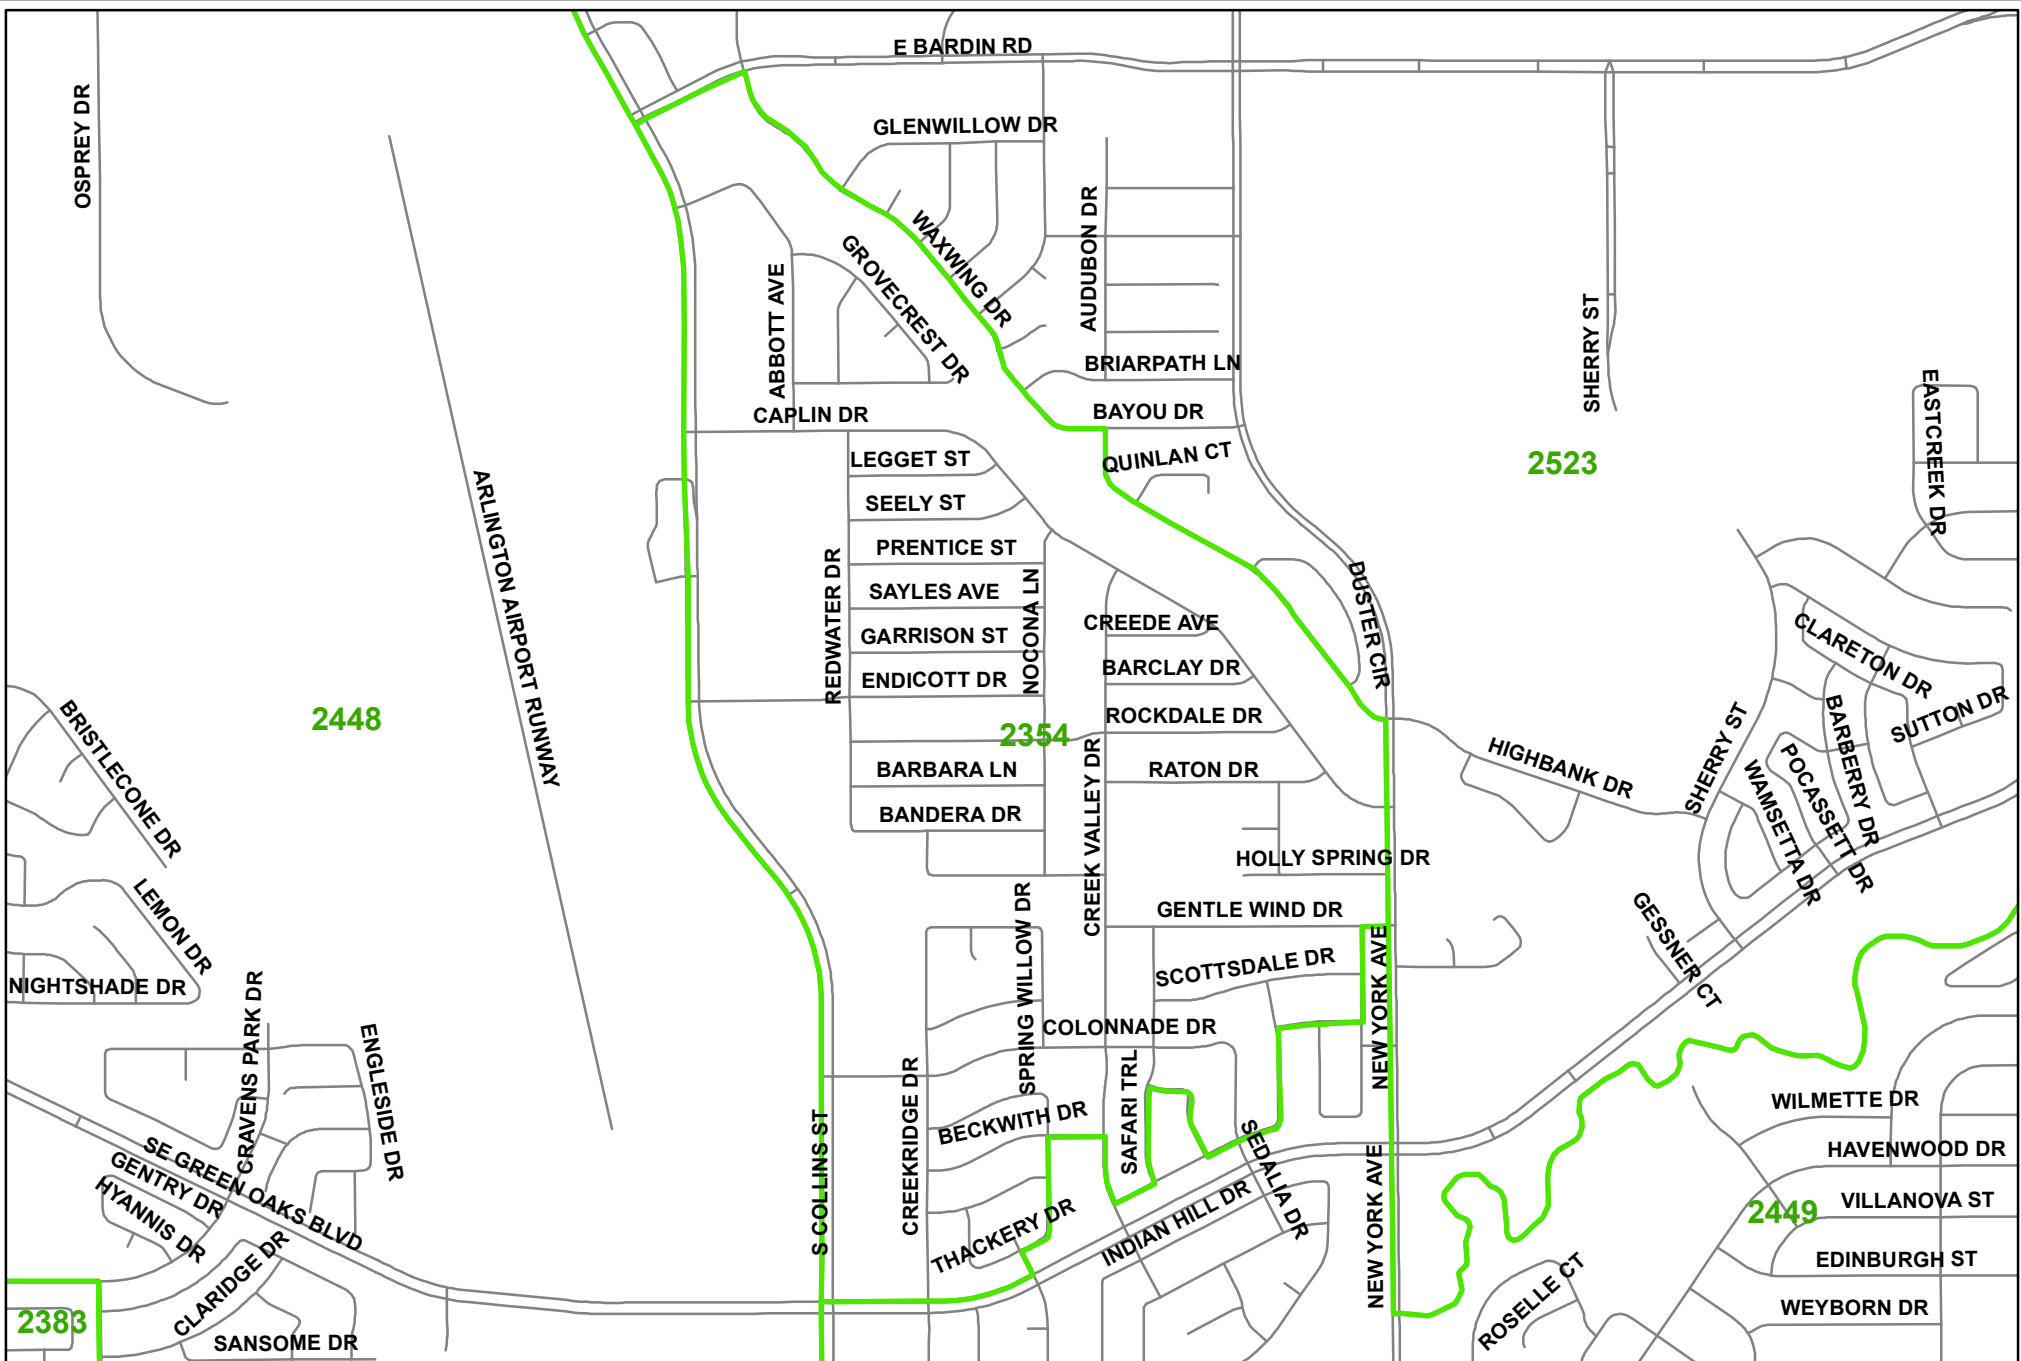 E BARDIN RD
OSPREY DR
GLENWILLOW DR
WAXWING DR
AUDUBON DR
GROVECREST DR
ABBOTT AVE
SHERRY ST
BRIARPATH LN
CAPLIN DR
BAYOU DR
EASTCREEK DR
LEGGET ST
QUINLAN CT
2523
ARLINGTON AIRPORT RUNWAY
SEELY ST
PRENTICE ST
REDWATER DR
SAYLES AVE
NOCONA LN
DUSTER CIR
CREEDE AVE
GARRISON ST
CLARETON DR
BARCLAY DR
ENDICOTT DR
2448
BRISTLECONE DR
2354
ROCKDALE DR
SUTTON DR
BARBERRY DR
SHERRY ST
HIGHBANK DR
POCASSETT DR
WAMSETTA DR
BARBARA LN
RATON DR
CREEK VALLEY DR
BANDERA DR
HOLLY SPRING DR
LEMON DR
GENTLE WIND DR
SPRING WILLOW DR
GESSNER CT
NEW YORK AVE
SCOTTSDALE DR
NIGHTSHADE DR
CRAVENS PARK DR
COLONNADE DR
ENGLESIDE DR
SAFARI TRL
CREEKRIDGE DR
BECKWITH DR
WILMETTE DR
S COLLINS ST
SEDALIA DR
HAVENWOOD DR
SE GREEN OAKS BLVD
GENTRY DR
HYANNIS DR
NEW YORK AVE
VILLANOVA ST
2449
INDIAN HILL DR
THACKERY DR
CLARIDGE DR
EDINBURGH ST
ROSELLE CT
WEYBORN DR
2383
SANSOME DR